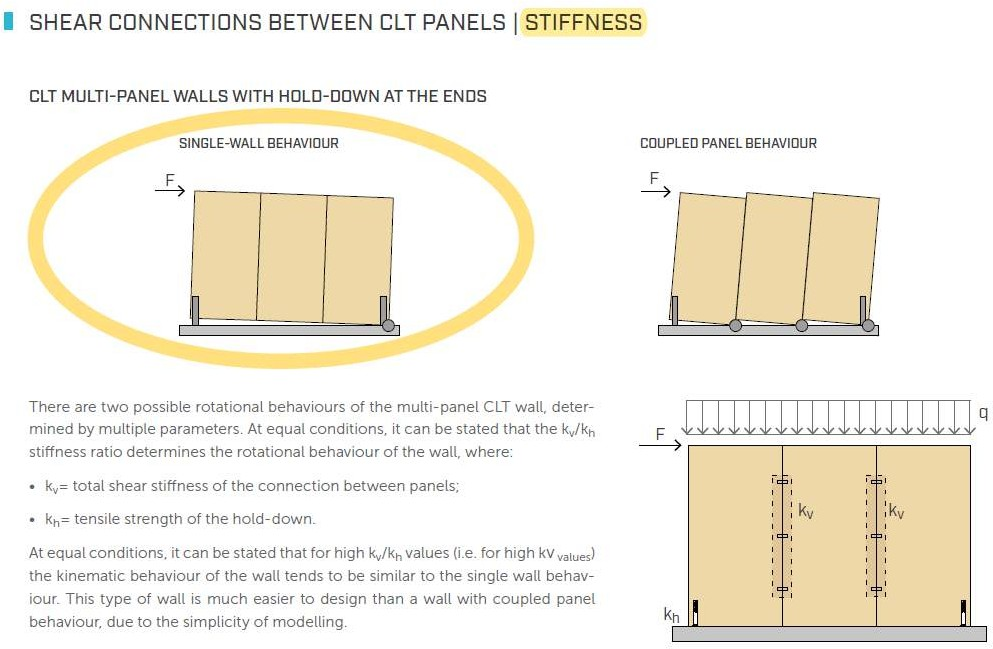 SHEAR CONNECTIONS BETWEEN CLT PANELS | STIFFNESS
CLT MULTI-PANEL WALLS WITH HOLD-DOWN AT THE ENDS
SINGLE-WALL BEHAVIOUR
F
COUPLED PANEL BEHAVIOUR
F
There are two possible rotational behaviours of the multi-panel CLT wall, deter-
mined by multiple parameters. At equal conditions, it can be stated that the kv/kh
stiffness ratio determines the rotational behaviour of the wall, where:
• kv= total shear stiffness of the connection between panels;
• kh= tensile strength of the hold-down.
At equal conditions, it can be stated that for high kv/kh values (i.e. for high kv values)
the kinematic behaviour of the wall tends to be similar to the single wall behav-
iour. This type of wall is much easier to design than a wall with coupled panel
behaviour, due to the simplicity of modelling.
q
F
kv
kv
kh